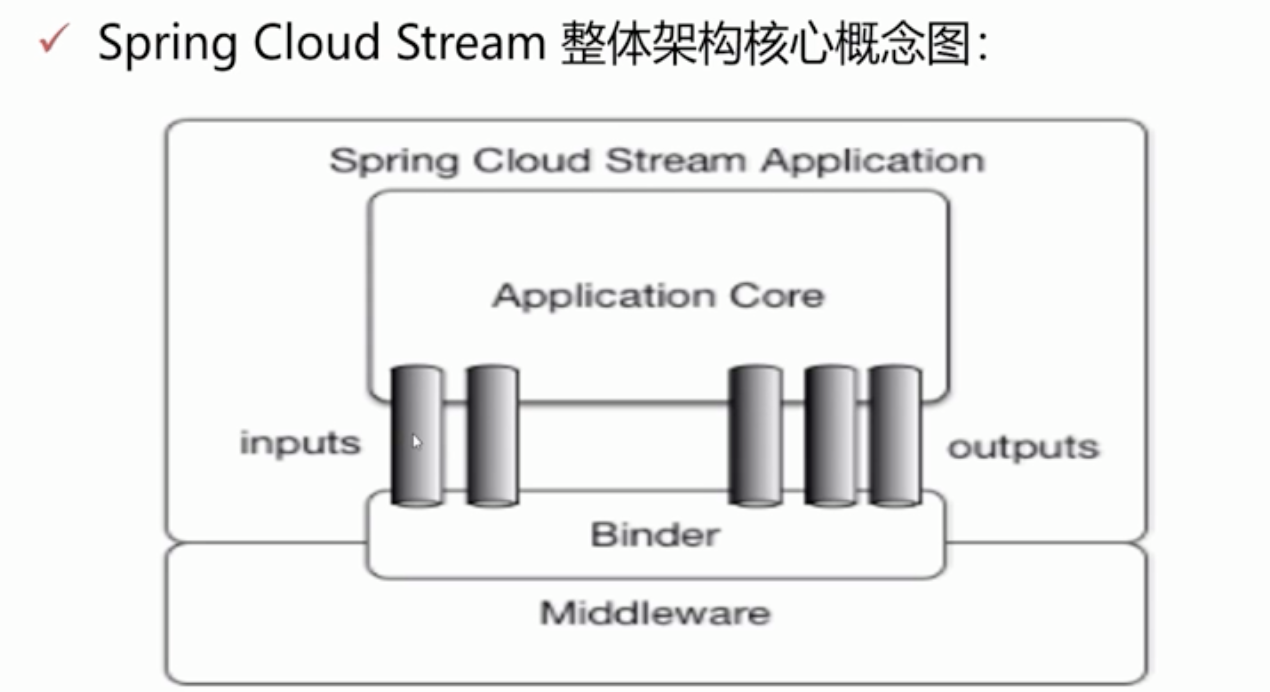 Spring Cloud Stream 整体架构核心概念图：
Spring Cloud Stream Application
Application Core
inputs
outputs
Binder
Middleware